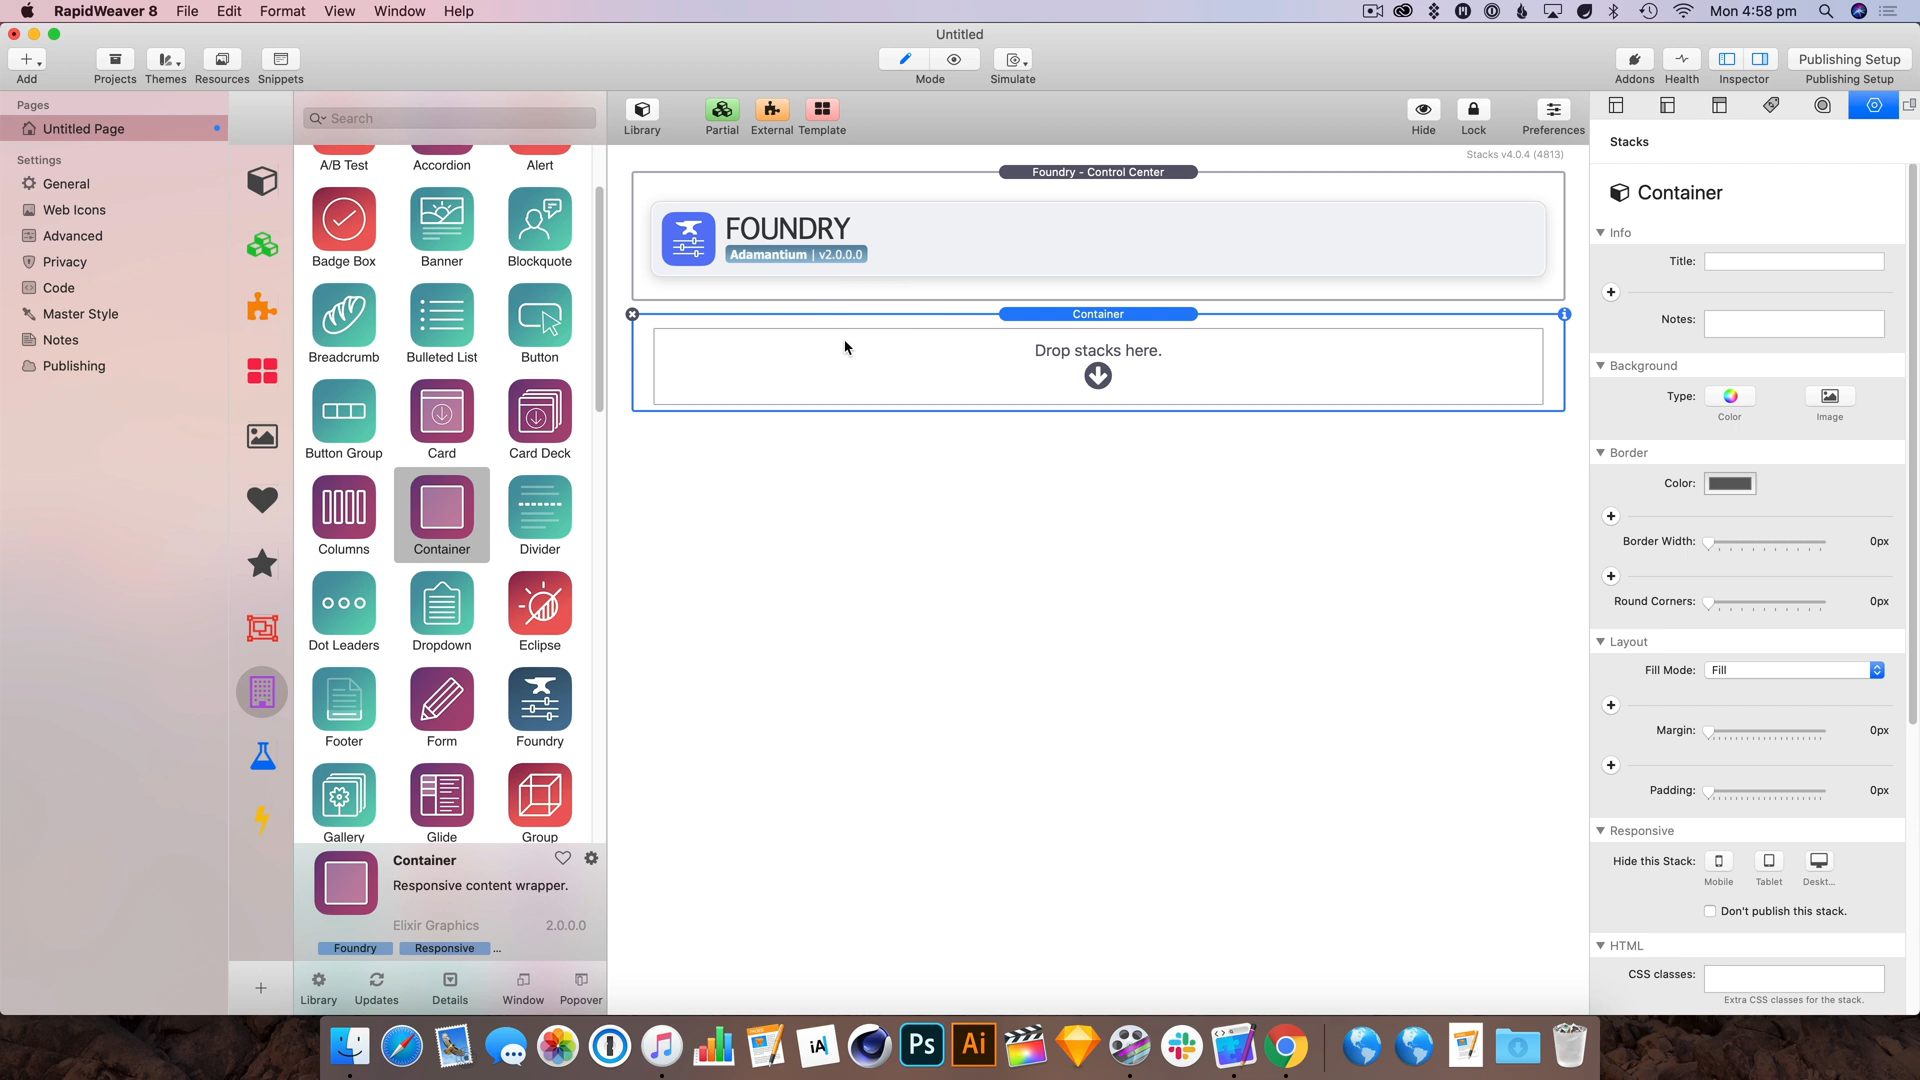 RapidWeaver 8 File Edit Format View Window Help Mon 4:58 pm
Untitled
Add Projects Themes Resources Snippets Mode Simulate Addons Health Inspector Publishing Setup
Publishing Setup
Pages
Untitled Page
Settings
General
Web Icons
Advanced
Privacy
Code
Master Style
Notes
Publishing
Search
A/B Test Accordion Alert
Badge Box Banner Blockquote
Breadcrumb Bulleted List Button
Button Group Card Card Deck
Columns Container Divider
Dot Leaders Dropdown Eclipse
Footer Form Foundry
Gallery Glide Group
Container
Responsive content wrapper.
Elixir Graphics 2.0.0.0
Foundry Responsive ...
Library Updates Details Window Popover
Library Partial External Template Hide Lock Preferences
Stacks v4.0.4 (4813)
Foundry - Control Center
FOUNDRY
Adamantium | v2.0.0.0
Container
Drop stacks here.
Stacks
Container
Info
Title:
Notes:
Background
Type:
Color Image
Border
Color:
Border Width: 0px
Round Corners: 0px
Layout
Fill Mode: Fill
Margin: 0px
Padding: 0px
Responsive
Hide this Stack:
Mobile Tablet Deskt...
Don't publish this stack.
HTML
CSS classes:
Extra CSS classes for the stack.
iA Ps Ai